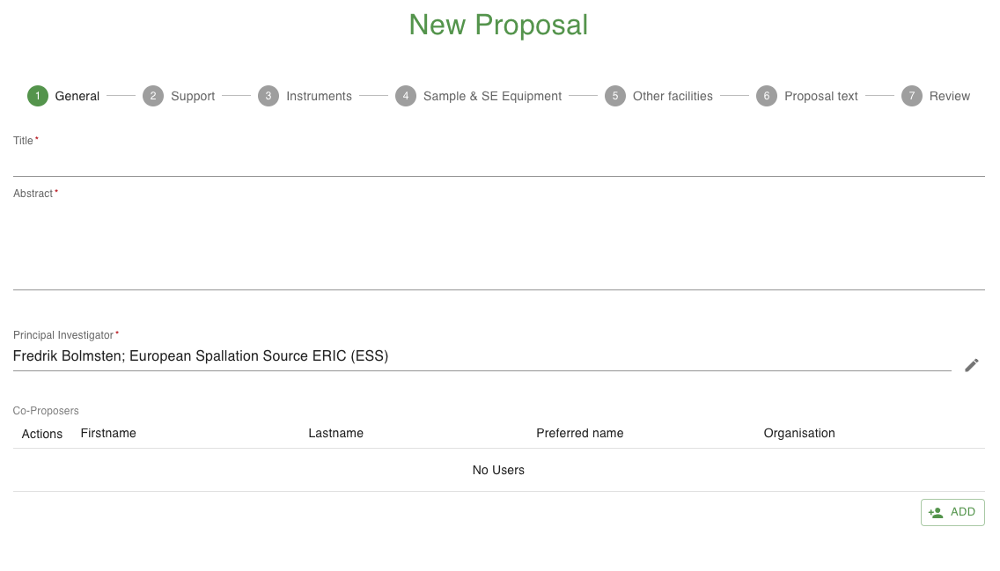 New Proposal
1 General 2 Support 3 Instruments 4 Sample & SE Equipment 5 Other facilities 6 Proposal text 7 Review
Title*
Abstract*
Principal Investigator*
Fredrik Bolmsten; European Spallation Source ERIC (ESS)
Co-Proposers
Actions Firstname Lastname Preferred name Organisation
No Users
ADD